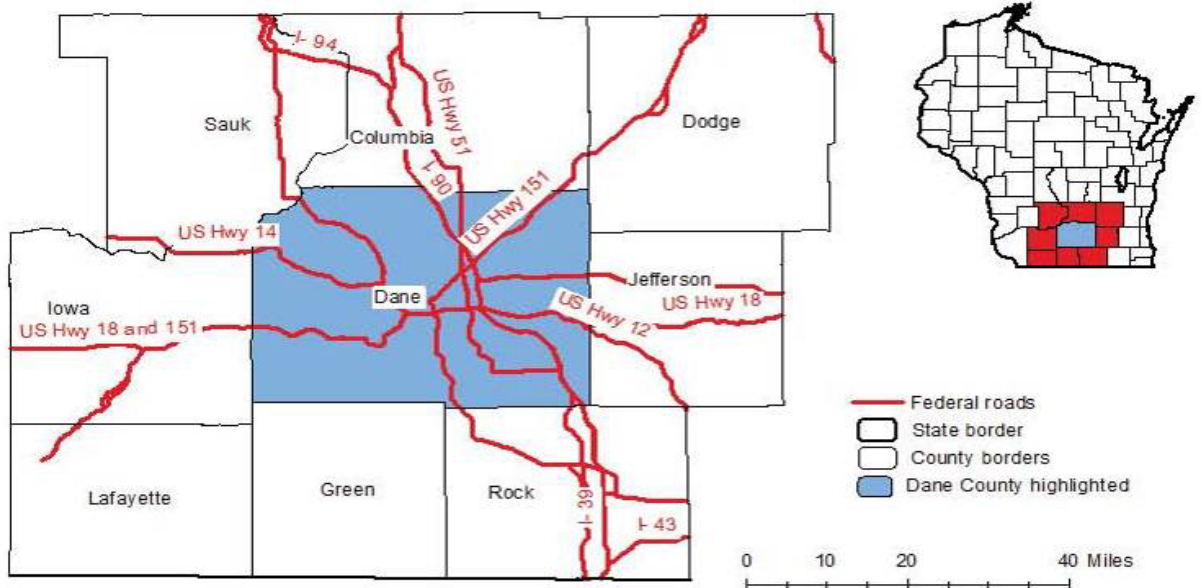 I- 94
US Hwy 51
Sauk
Columbia
Dodge
I 90
US Hwy 151
US Hwy 14
Jefferson
Dane
US Hwy 18
US Hwy 12
Iowa
US Hwy 18 and 151
Federal roads
State border
County borders
Dane County highlighted
Lafayette
Green
Rock
I- 39
I- 43
0 10 20 40 Miles